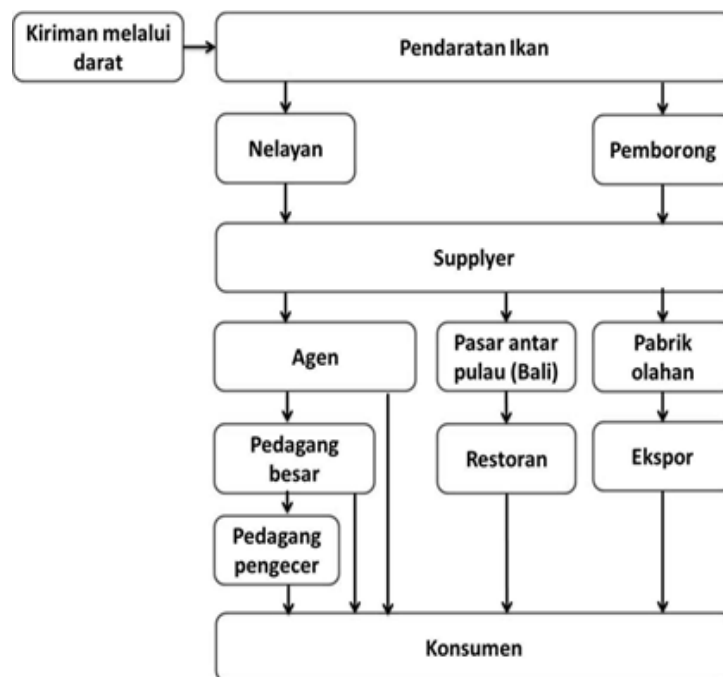 Kiriman melalui
darat
Pendaratan Ikan
Nelayan
Pemborong
Supplyer
Agen
Pasar antar
pulau (Bali)
Pabrik
olahan
Pedagang
besar
Restoran
Ekspor
Pedagang
pengecer
Konsumen